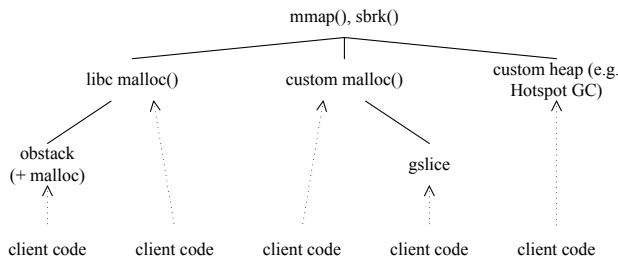 mmap(), sbrk()
libc malloc()
custom malloc()
custom heap (e.g.
Hotspot GC)
obstack
(+ malloc)
gslice
client code
client code
client code
client code
client code